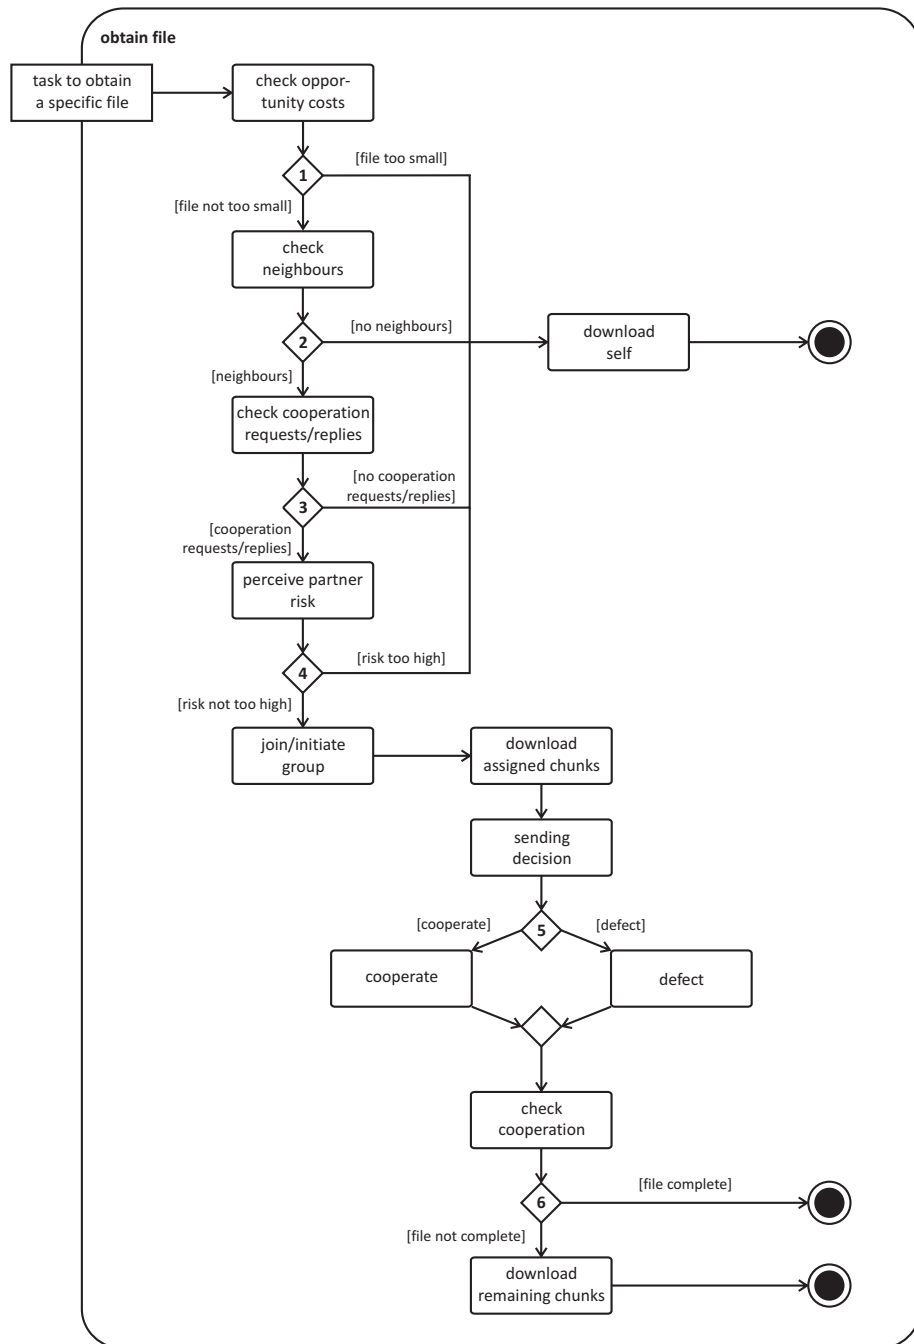 obtain file
task to obtain
a specific file
check oppor-
tunity costs
[file too small]
1
[file not too small]
check
neighbours
[no neighbours]
2
download
self
[neighbours]
check cooperation
requests/replies
[no cooperation
requests/replies]
3
[cooperation
requests/replies]
perceive partner
risk
[risk too high]
4
[risk not too high]
join/initiate
group
download
assigned chunks
sending
decision
[cooperate]
[defect]
5
cooperate
defect
check
cooperation
[file complete]
6
[file not complete]
download
remaining chunks